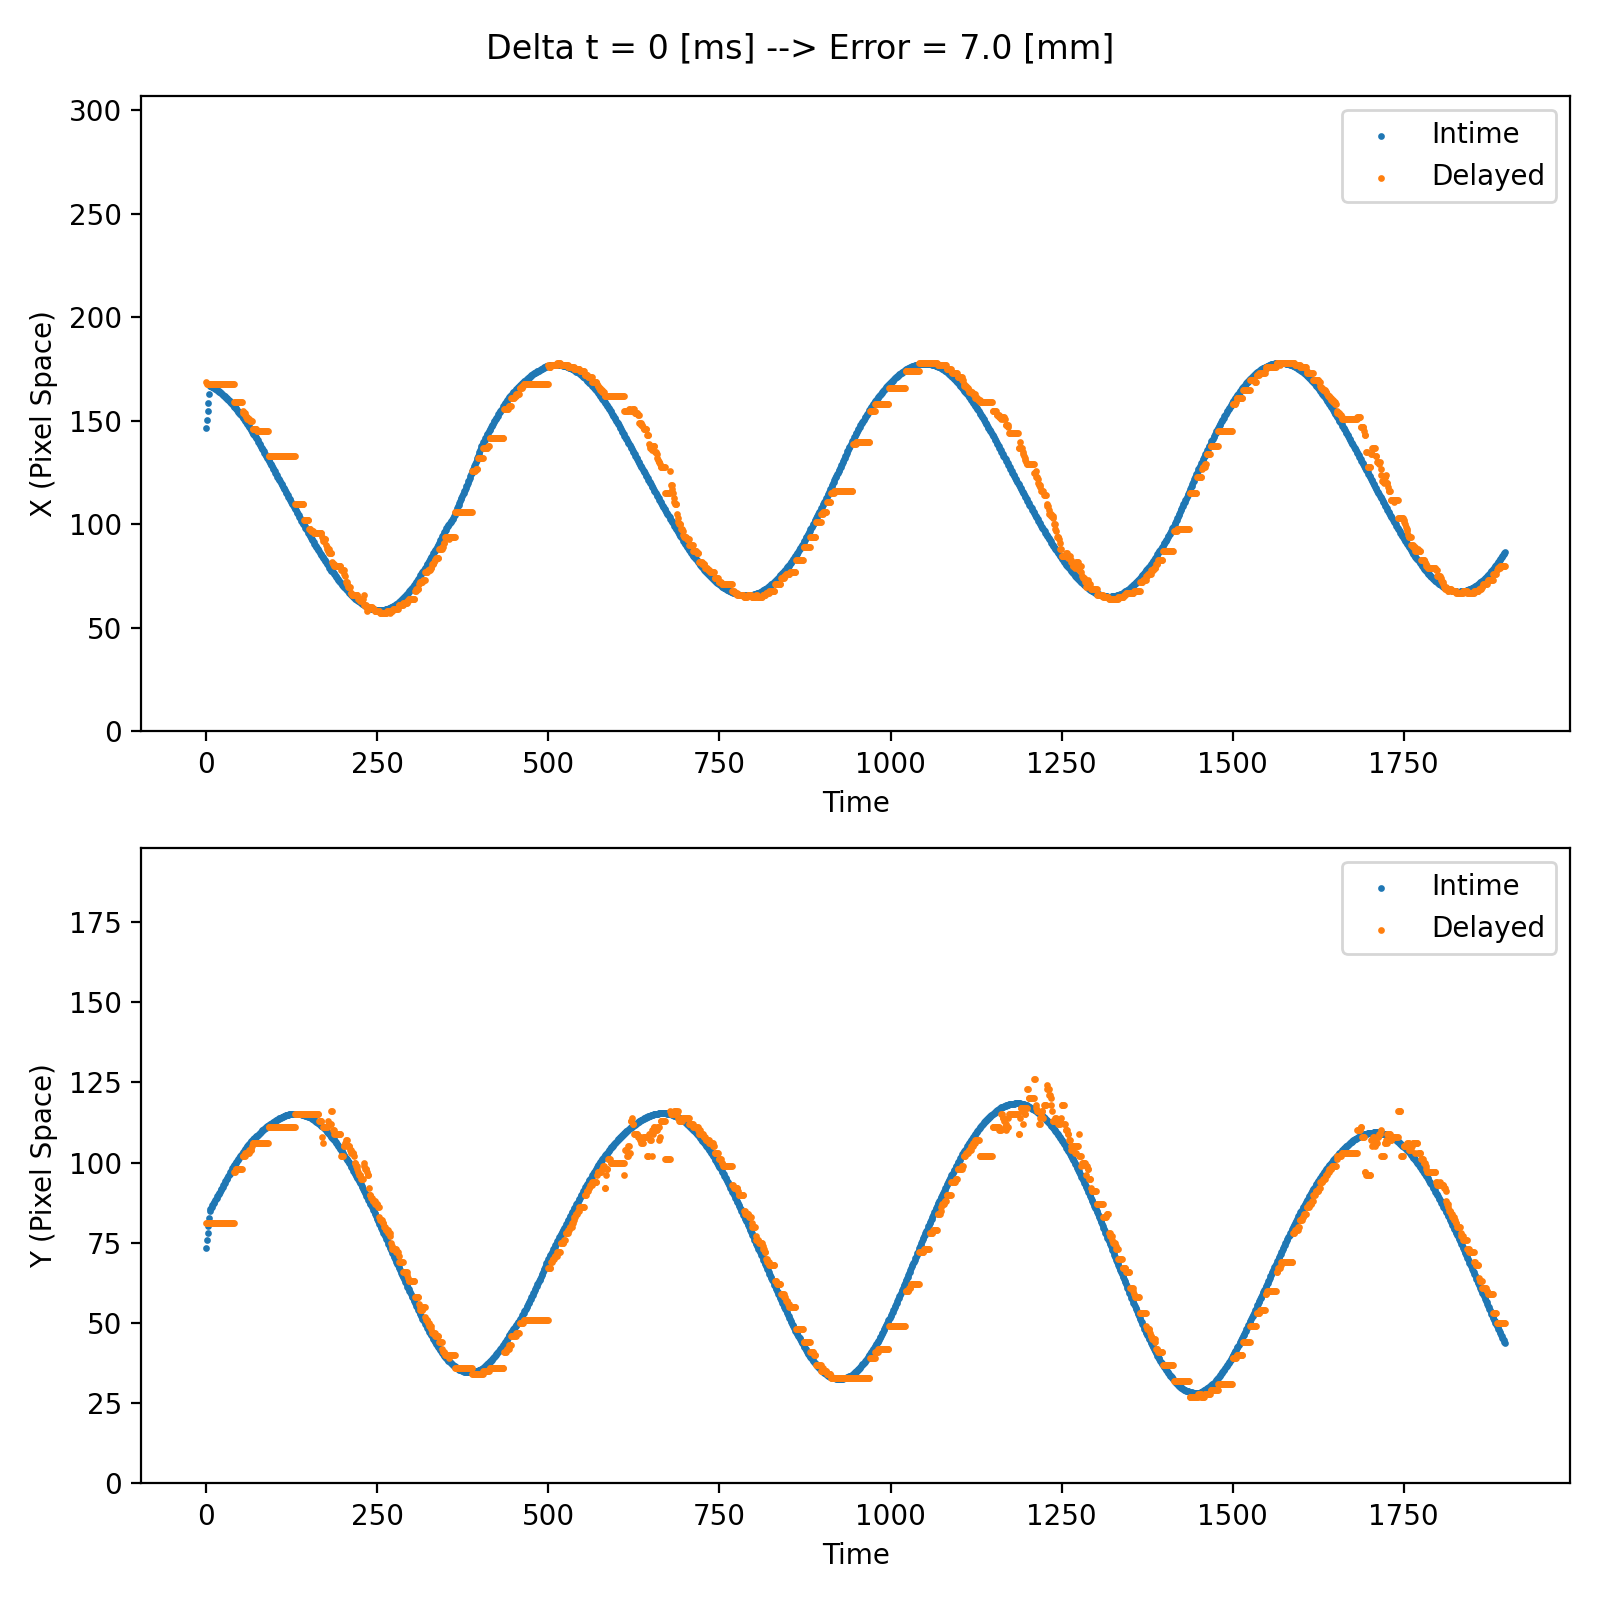 Delta t = 0 [ms] --> Error = 7.0 [mm]
300
250
200
150
100
50
0
X (Pixel Space)
Intime
Delayed
0 250 500 750 1000 1250 1500 1750
Time
175
150
125
100
75
50
25
0
Y (Pixel Space)
Intime
Delayed
0 250 500 750 1000 1250 1500 1750
Time